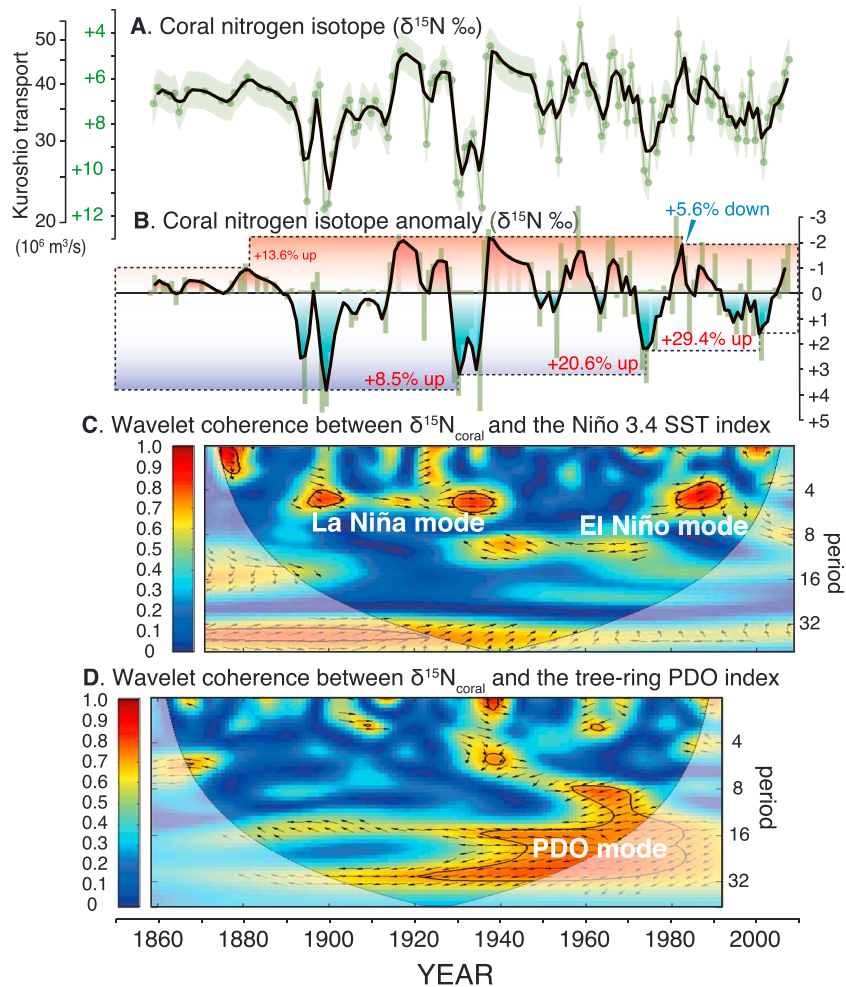 A. Coral nitrogen isotope (δ¹⁵N ‰)
Kuroshio transport
(10⁶ m³/s)
50
40
30
20
+4
+6
+8
+10
+12
B. Coral nitrogen isotope anomaly (δ¹⁵N ‰)
+5.6% down
+13.6% up
+8.5% up
+20.6% up
+29.4% up
-3
-2
-1
0
+1
+2
+3
+4
+5
C. Wavelet coherence between δ¹⁵Ncoral and the Niño 3.4 SST index
1.0
0.9
0.8
0.7
0.6
0.5
0.4
0.3
0.2
0.1
0
La Niña mode
El Niño mode
4
8
16
32
period
D. Wavelet coherence between δ¹⁵Ncoral and the tree-ring PDO index
1.0
0.9
0.8
0.7
0.6
0.5
0.4
0.3
0.2
0.1
0
PDO mode
4
8
16
32
period
1860 1880 1900 1920 1940 1960 1980 2000
YEAR